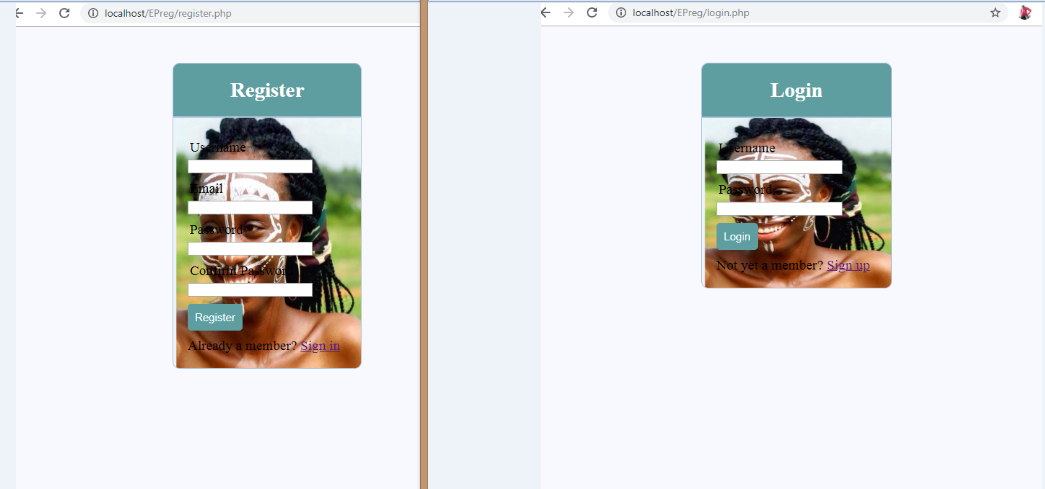 localhost/EPreg/register.php
Register
Username
Email
Password
Confirm Password
Register
Already a member? Sign in
localhost/EPreg/login.php
Login
Username
Password
Login
Not yet a member? Sign up